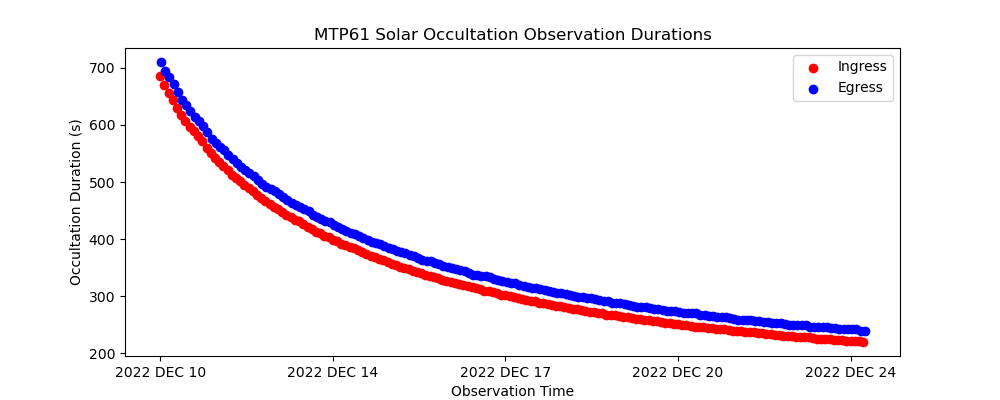 MTP61 Solar Occultation Observation Durations
Occultation Duration (s)
700
600
500
400
300
200
Ingress
Egress
2022 DEC 10
2022 DEC 14
2022 DEC 17
2022 DEC 20
2022 DEC 24
Observation Time